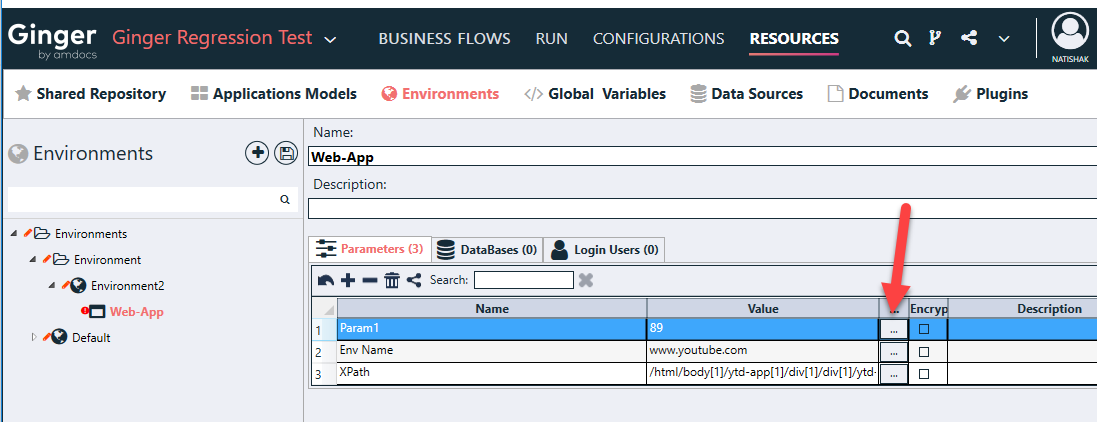 Ginger
by amdocs
Ginger Regression Test
BUSINESS FLOWS RUN CONFIGURATIONS RESOURCES
NATISHAK
Shared Repository Applications Models Environments Global Variables Data Sources Documents Plugins
Environments
Environments
Environment
Environment2
Web-App
Default
Name:
Web-App
Description:
Parameters (3) DataBases (0) Login Users (0)
Search:
Name Value ... Encryp Description
1 Param1 89 ...
2 Env Name www.youtube.com ...
3 XPath /html/body[1]/ytd-app[1]/div[1]/div[1]/ytd- ...